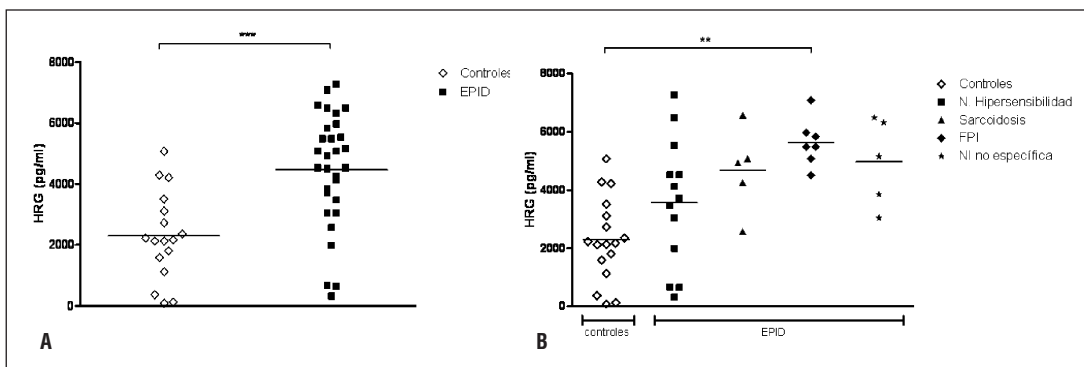 ***
8000
6000
4000
2000
0
HRG (pg/ml)
Controles
EPID
A
**
8000
6000
4000
2000
0
HRG (pg/ml)
Controles
N Hipersensibilidad
Sarcoidosis
FPI
NI no específica
controles
EPID
B